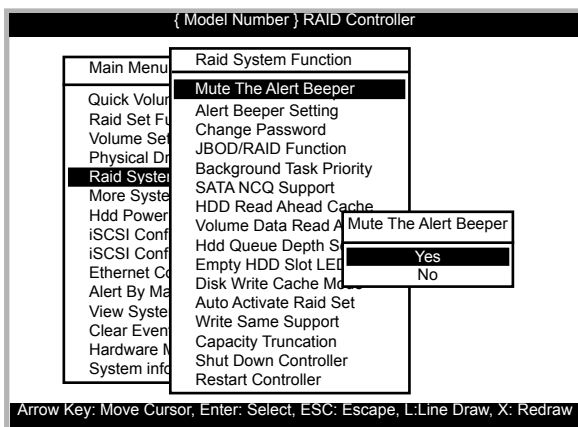 { Model Number } RAID Controller
Main Menu
Quick Volu
Raid Set Fu
Volume Set
Physical Dr
Raid Syste
More Syste
Hdd Power
iSCSI Conf
iSCSI Conf
Ethernet Co
Alert By Ma
View Syste
Clear Even
Hardware M
System info
Raid System Function
Mute The Alert Beeper
Alert Beeper Setting
Change Password
JBOD/RAID Function
Background Task Priority
SATA NCQ Support
HDD Read Ahead Cache
Volume Data Read A
Hdd Queue Depth S
Empty HDD Slot LED
Disk Write Cache Mode
Auto Activate Raid Set
Write Same Support
Capacity Truncation
Shut Down Controller
Restart Controller
Mute The Alert Beeper
Yes
No
Arrow Key: Move Cursor, Enter: Select, ESC: Escape, L:Line Draw, X: Redraw